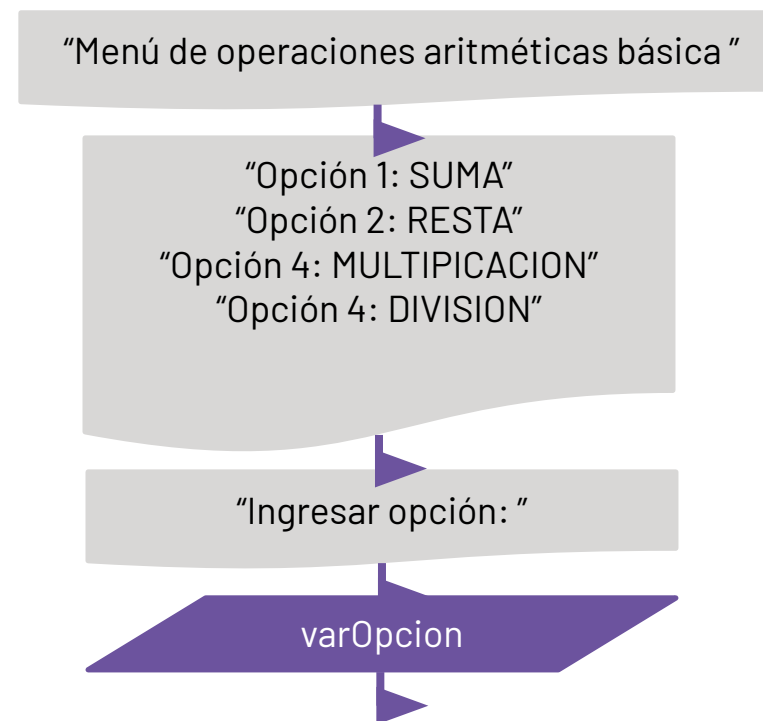 “Menú de operaciones aritméticas básica ”
“Opción 1: SUMA”
“Opción 2: RESTA”
“Opción 4: MULTIPICACION”
“Opción 4: DIVISION”
“Ingresar opción: ”
varOpcion